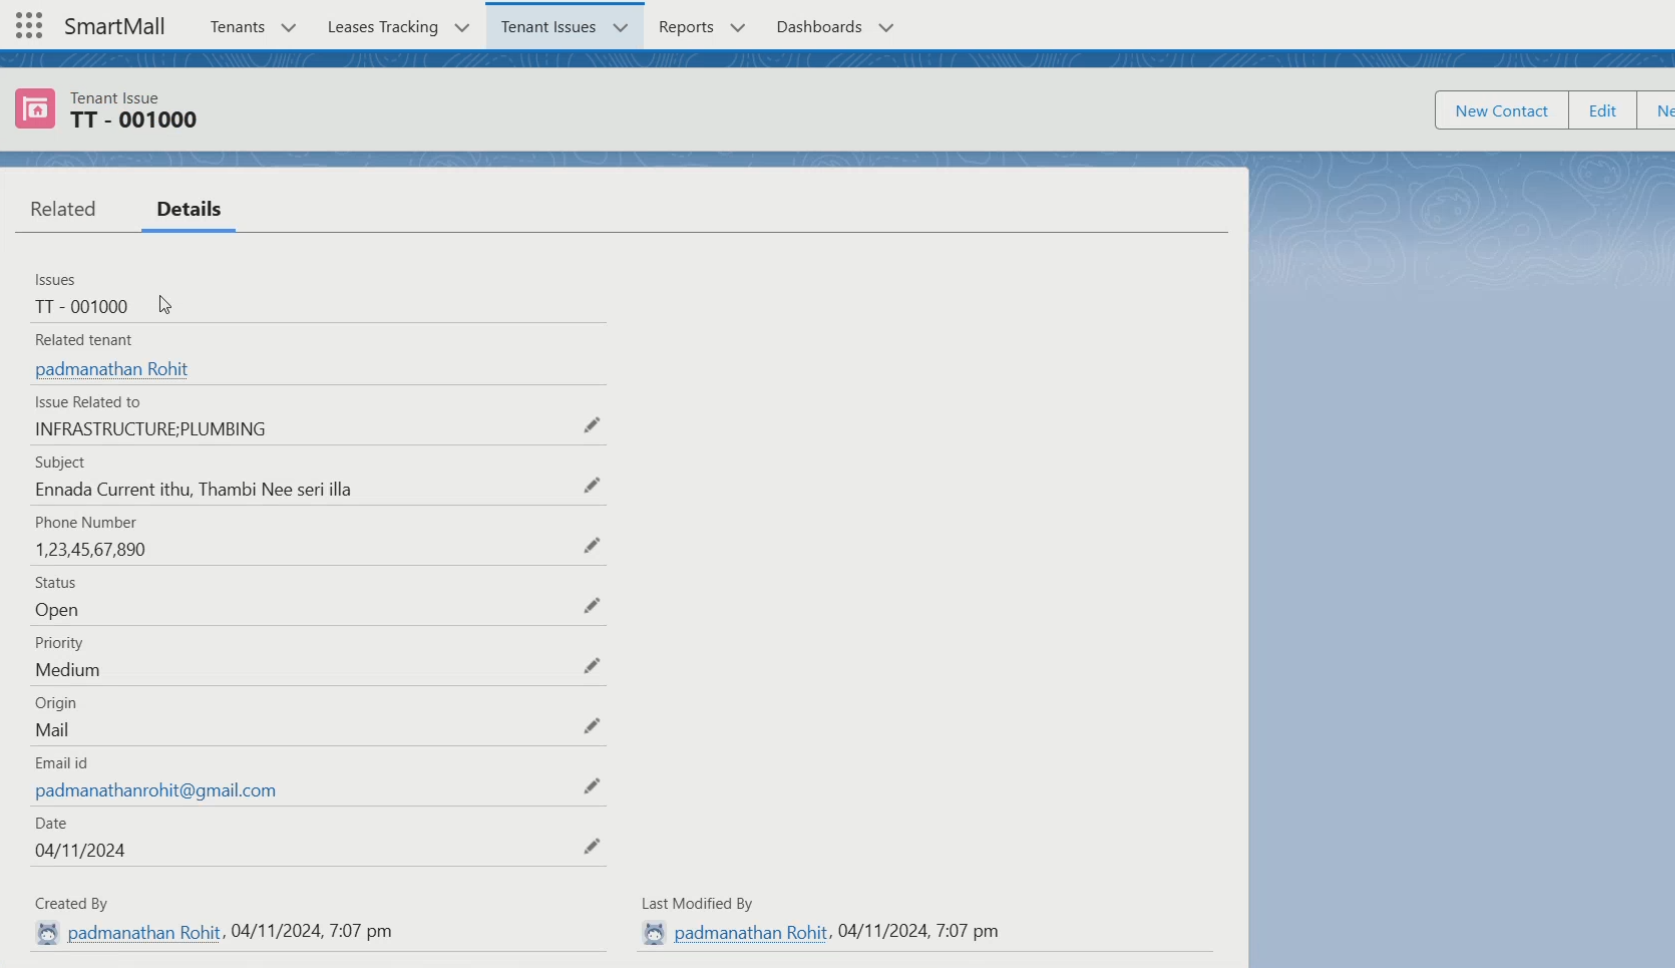 SmartMall
Tenants
Leases Tracking
Tenant Issues
Reports
Dashboards
Tenant Issue
TT - 001000
New Contact
Edit
Ne
Related
Details
Issues
TT - 001000
Related tenant
padmanathan Rohit
Issue Related to
INFRASTRUCTURE;PLUMBING
Subject
Ennada Current ithu, Thambi Nee seri illa
Phone Number
1,23,45,67,890
Status
Open
Priority
Medium
Origin
Mail
Email id
padmanathanrohit@gmail.com
Date
04/11/2024
Created By
padmanathan Rohit, 04/11/2024, 7:07 pm
Last Modified By
padmanathan Rohit, 04/11/2024, 7:07 pm